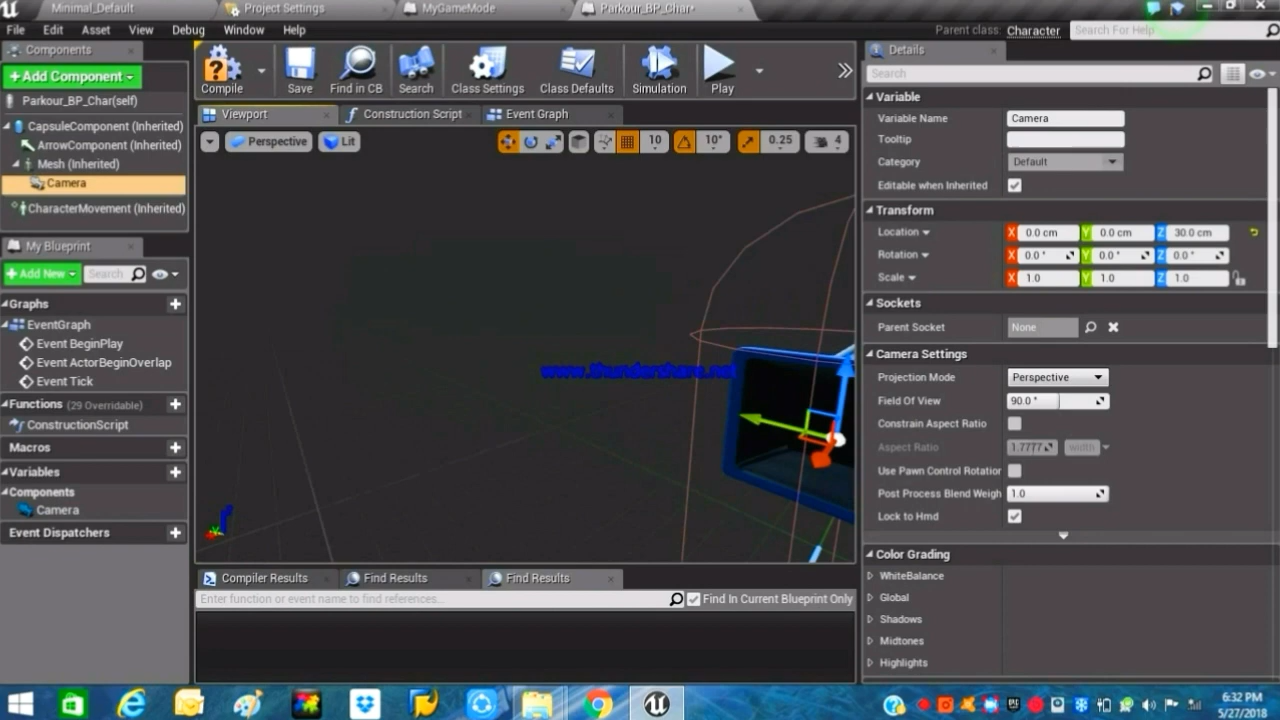 Minimal_Default
Project Settings
MyGameMode
Parkour_BP_Char*
File Edit Asset View Debug Window Help
Parent class: Character
Search For Help
Components
+ Add Component
Parkour_BP_Char(self)
CapsuleComponent (Inherited)
ArrowComponent (Inherited)
Mesh (Inherited)
Camera
CharacterMovement (Inherited)
My Blueprint
+ Add New Search
Graphs
EventGraph
Event BeginPlay
Event ActorBeginOverlap
Event Tick
Functions (29 Overridable)
ConstructionScript
Macros
Variables
Components
Camera
Event Dispatchers
Compile Save Find in CB Search Class Settings Class Defaults Simulation Play
Viewport Construction Script Event Graph
Perspective Lit 10 10° 0.25 4
www.thundershare.net
Compiler Results Find Results Find Results
Enter function or event name to find references...
Find In Current Blueprint Only
Details
Search
Variable
Variable Name Camera
Tooltip
Category Default
Editable when Inherited
Transform
Location X 0.0 cm Y 0.0 cm Z 30.0 cm
Rotation X 0.0 ° Y 0.0 ° Z 0.0 °
Scale X 1.0 Y 1.0 Z 1.0
Sockets
Parent Socket None
Camera Settings
Projection Mode Perspective
Field Of View 90.0 °
Constrain Aspect Ratio
Aspect Ratio 1.7777 width
Use Pawn Control Rotation
Post Process Blend Weigh 1.0
Lock to Hmd
Color Grading
WhiteBalance
Global
Shadows
Midtones
Highlights
6:32 PM
5/27/2018